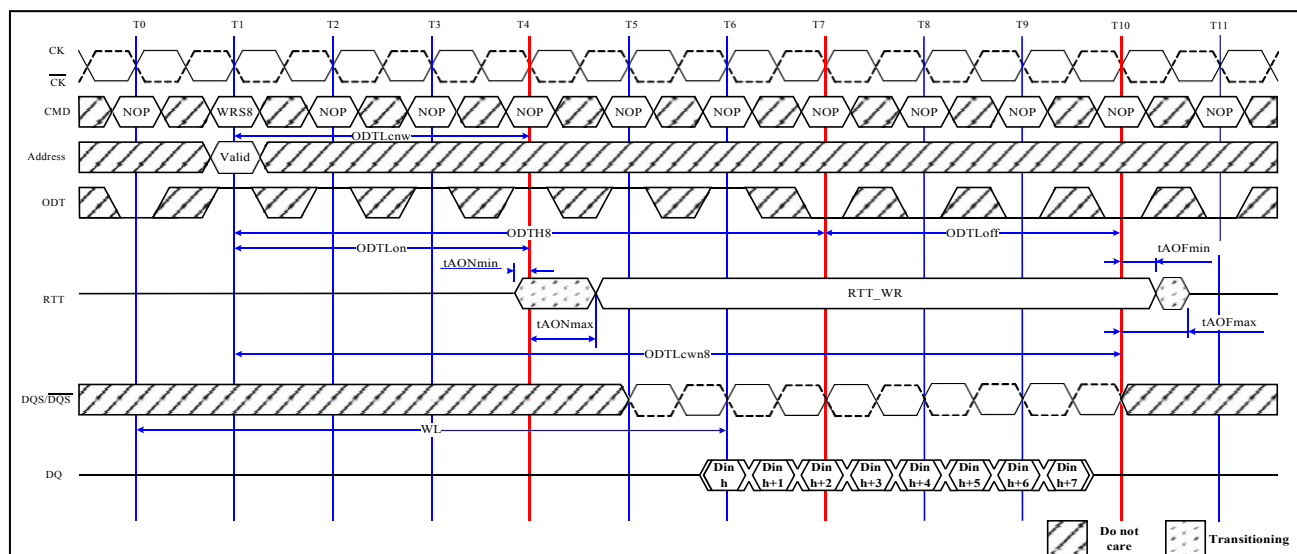 T0 T1 T2 T3 T4 T5 T6 T7 T8 T9 T10 T11
CK
CK
CMD NOP WRS8 NOP NOP NOP NOP NOP NOP NOP NOP NOP NOP
ODTLcnw
Address Valid
ODT
ODTH8 ODTLoff
ODTLon
tAONmin tAOFmin
RTT RTT_WR
tAONmax tAOFmax
ODTLcwn8
DQS/DQS
WL
DQ Din h Din h+1 Din h+2 Din h+3 Din h+4 Din h+5 Din h+6 Din h+7
Do not care Transitioning